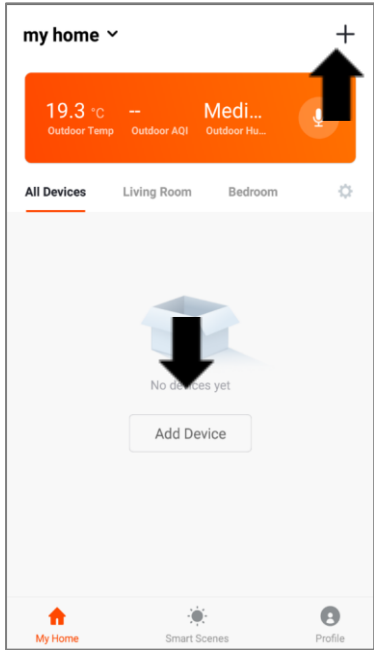 my home
19.3 °C -- Medi...
Outdoor Temp Outdoor AQI Outdoor Hu...
All Devices Living Room Bedroom
No devices yet
Add Device
My Home Smart Scenes Profile